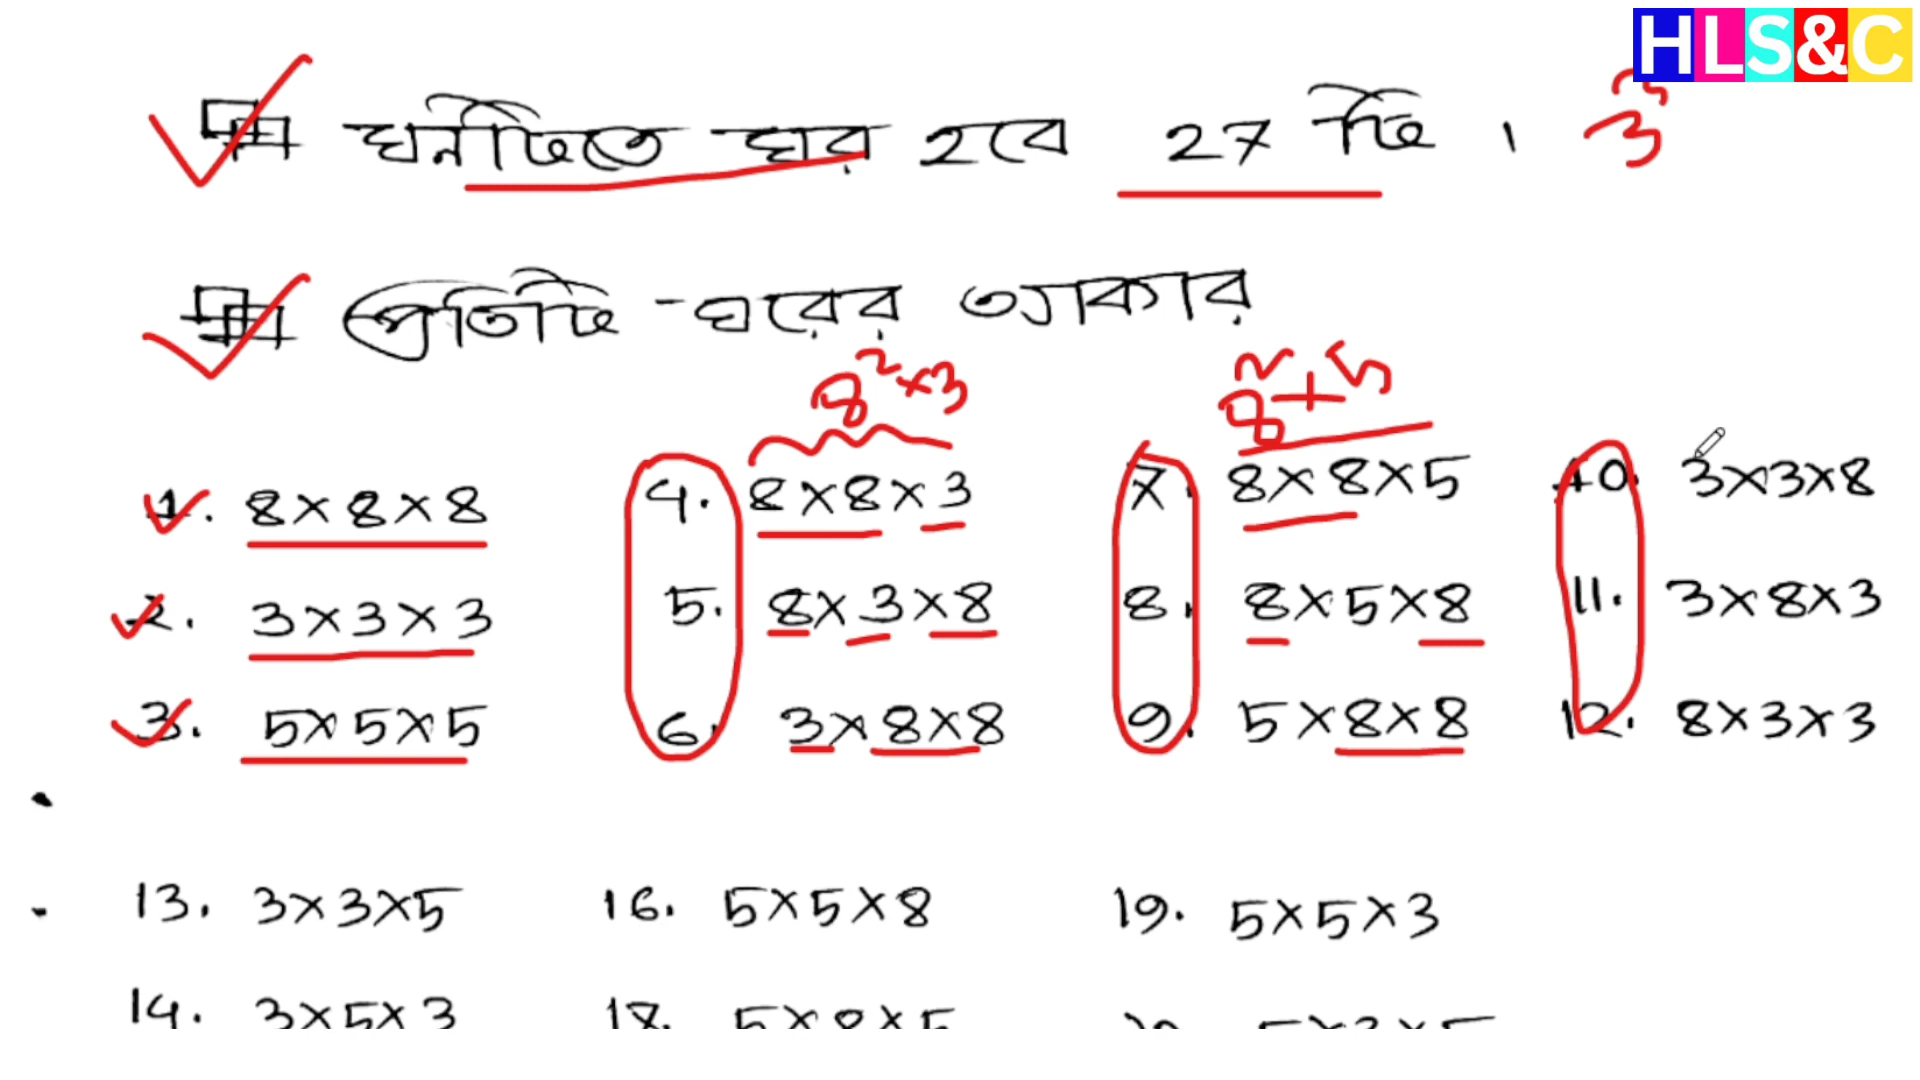 HLS&C
ঘনটিতে ঘর হবে 27 টি । 3³
প্রতিটি ঘরের আকার
8²×3 8²+5
1. 8×8×8 4. 8×8×3 7. 8×8×5 10. 3×3×8
2. 3×3×3 5. 8×3×8 8. 8×5×8 11. 3×8×3
3. 5×5×5 6. 3×8×8 9. 5×8×8 12. 8×3×3
13. 3×3×5 16. 5×5×8 19. 5×5×3
14. 3×5×3 5×8×5